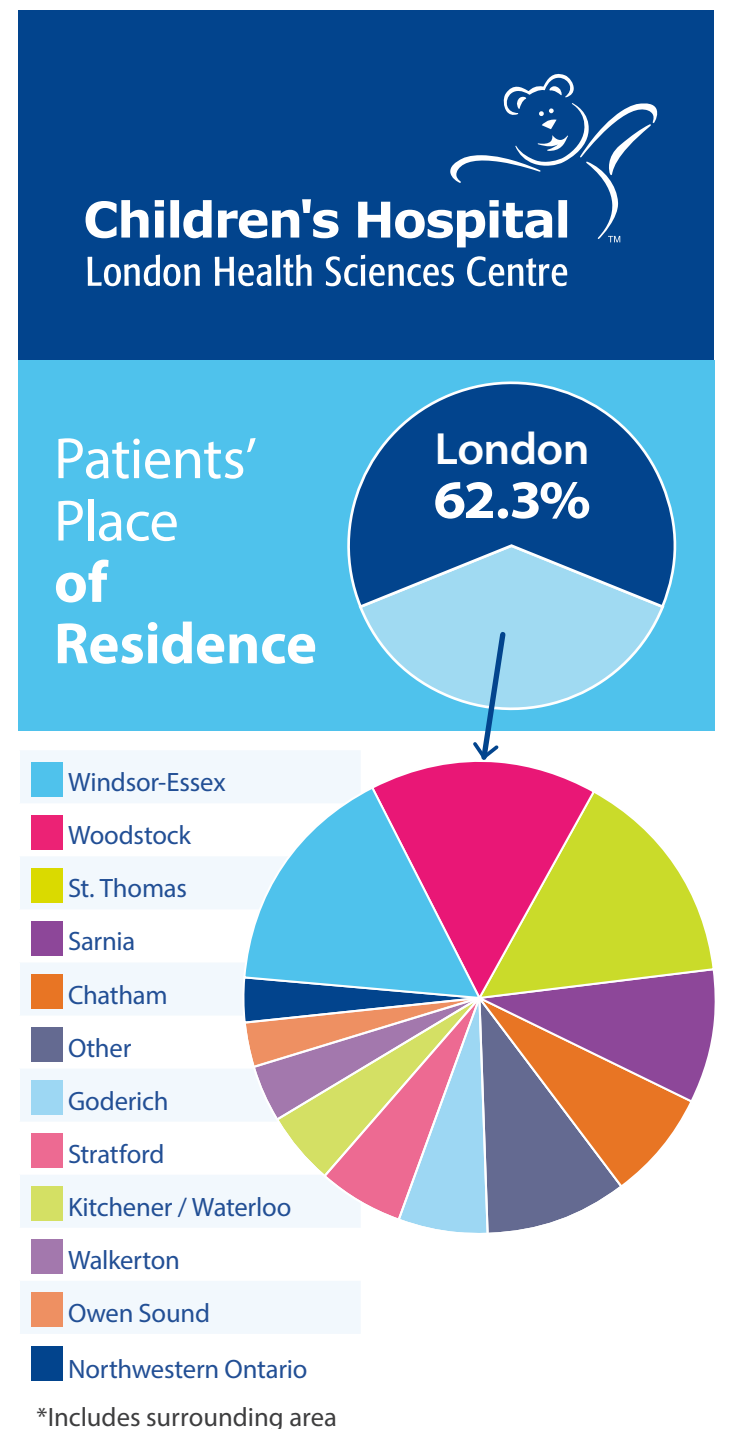 Children's Hospital
TM
London Health Sciences Centre
Patients'
Place
of
Residence
London
62.3%
Windsor-Essex
Woodstock
St. Thomas
Sarnia
Chatham
Other
Goderich
Stratford
Kitchener / Waterloo
Walkerton
Owen Sound
Northwestern Ontario
*Includes surrounding area